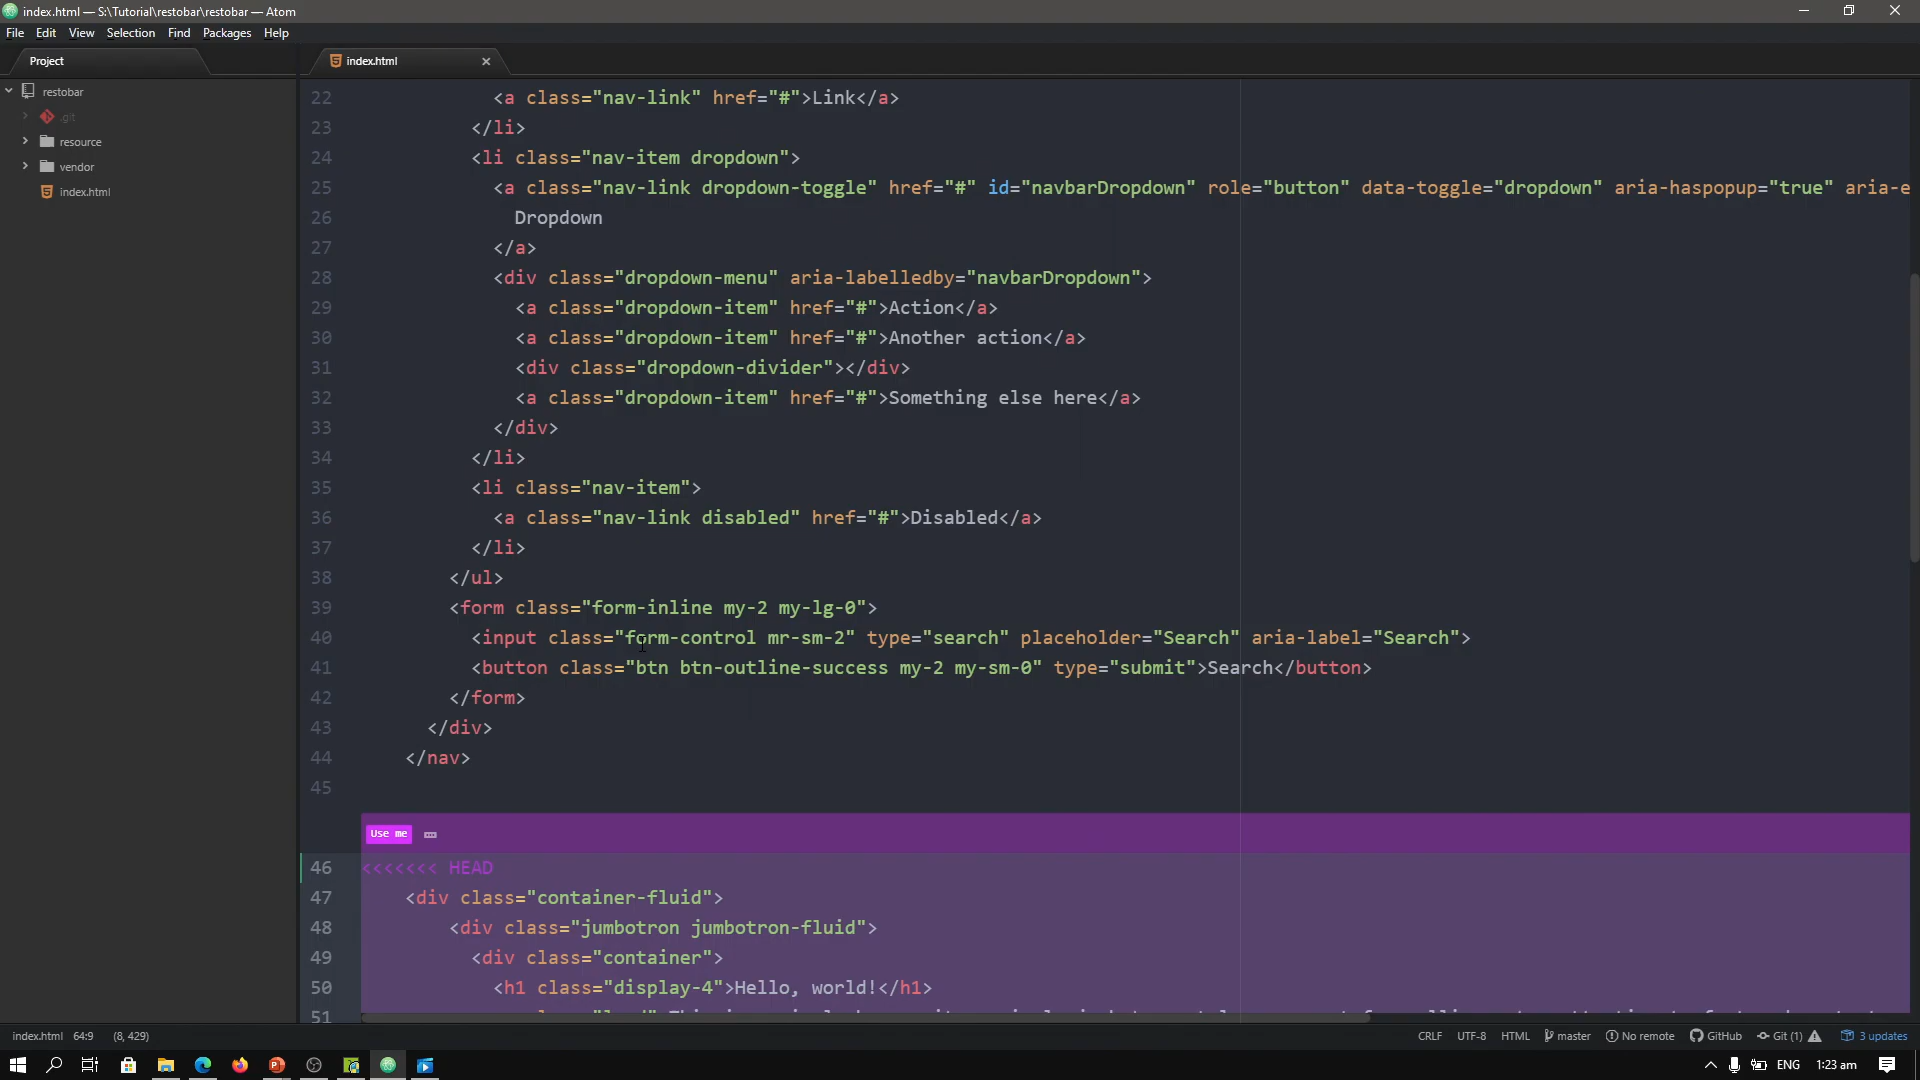 index.html — S:\Tutorial\restobar\restobar — Atom
File Edit View Selection Find Packages Help
Project
index.html
restobar
.git
resource
vendor
index.html
22 <a class="nav-link" href="#">Link</a>
23 </li>
24 <li class="nav-item dropdown">
25 <a class="nav-link dropdown-toggle" href="#" id="navbarDropdown" role="button" data-toggle="dropdown" aria-haspopup="true" aria-e
26 Dropdown
27 </a>
28 <div class="dropdown-menu" aria-labelledby="navbarDropdown">
29 <a class="dropdown-item" href="#">Action</a>
30 <a class="dropdown-item" href="#">Another action</a>
31 <div class="dropdown-divider"></div>
32 <a class="dropdown-item" href="#">Something else here</a>
33 </div>
34 </li>
35 <li class="nav-item">
36 <a class="nav-link disabled" href="#">Disabled</a>
37 </li>
38 </ul>
39 <form class="form-inline my-2 my-lg-0">
40 <input class="form-control mr-sm-2" type="search" placeholder="Search" aria-label="Search">
41 <button class="btn btn-outline-success my-2 my-sm-0" type="submit">Search</button>
42 </form>
43 </div>
44 </nav>
45
Use me
46 <<<<<<< HEAD
47 <div class="container-fluid">
48 <div class="jumbotron jumbotron-fluid">
49 <div class="container">
50 <h1 class="display-4">Hello, world!</h1>
51
index.html 64:9 (8, 429) CRLF UTF-8 HTML master No remote GitHub Git (1) 3 updates
ENG 1:23 am